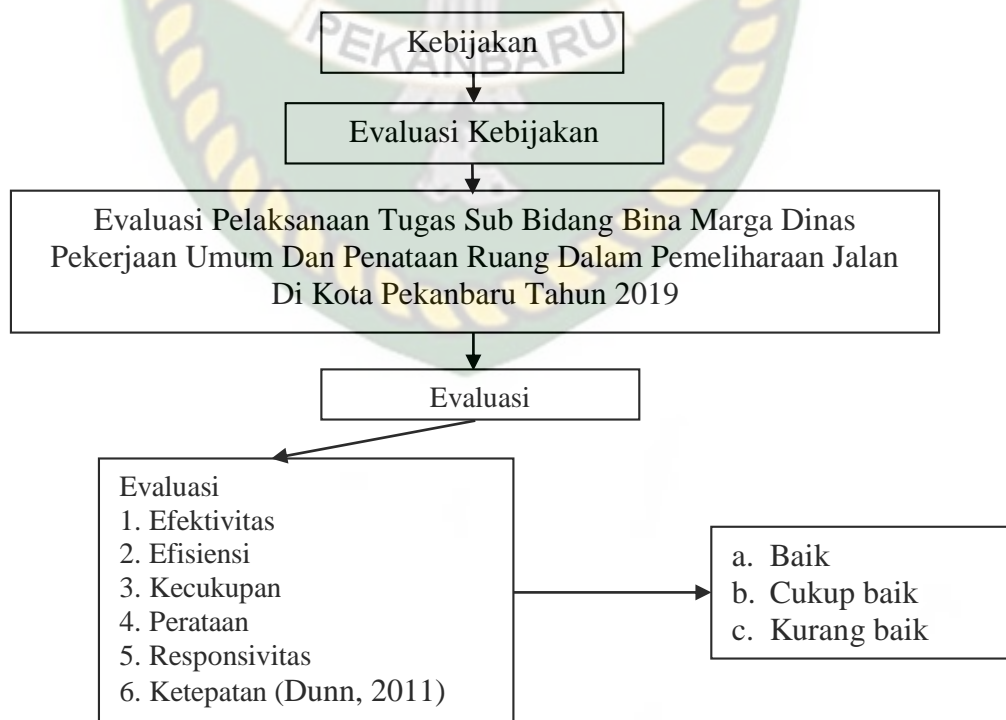 PEKANBARU
Kebijakan
Evaluasi Kebijakan
Evaluasi Pelaksanaan Tugas Sub Bidang Bina Marga Dinas
Pekerjaan Umum Dan Penataan Ruang Dalam Pemeliharaan Jalan
Di Kota Pekanbaru Tahun 2019
Evaluasi
Evaluasi
1. Efektivitas
2. Efisiensi
3. Kecukupan
4. Perataan
5. Responsivitas
6. Ketepatan (Dunn, 2011)
a. Baik
b. Cukup baik
c. Kurang baik